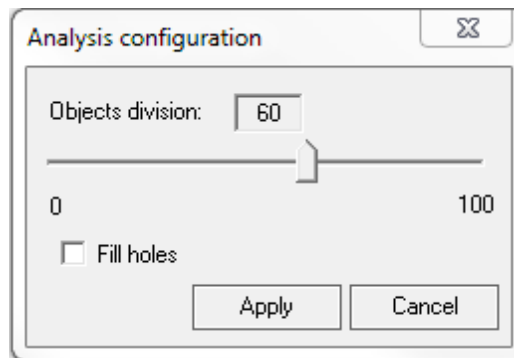 Analysis configuration
Objects division: 60
0 100
Fill holes
Apply Cancel